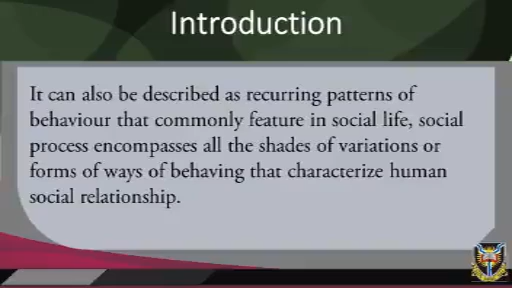 Introduction
It can also be described as recurring patterns of
behaviour that commonly feature in social life, social
process encompasses all the shades of variations or
forms of ways of behaving that characterize human
social relationship.